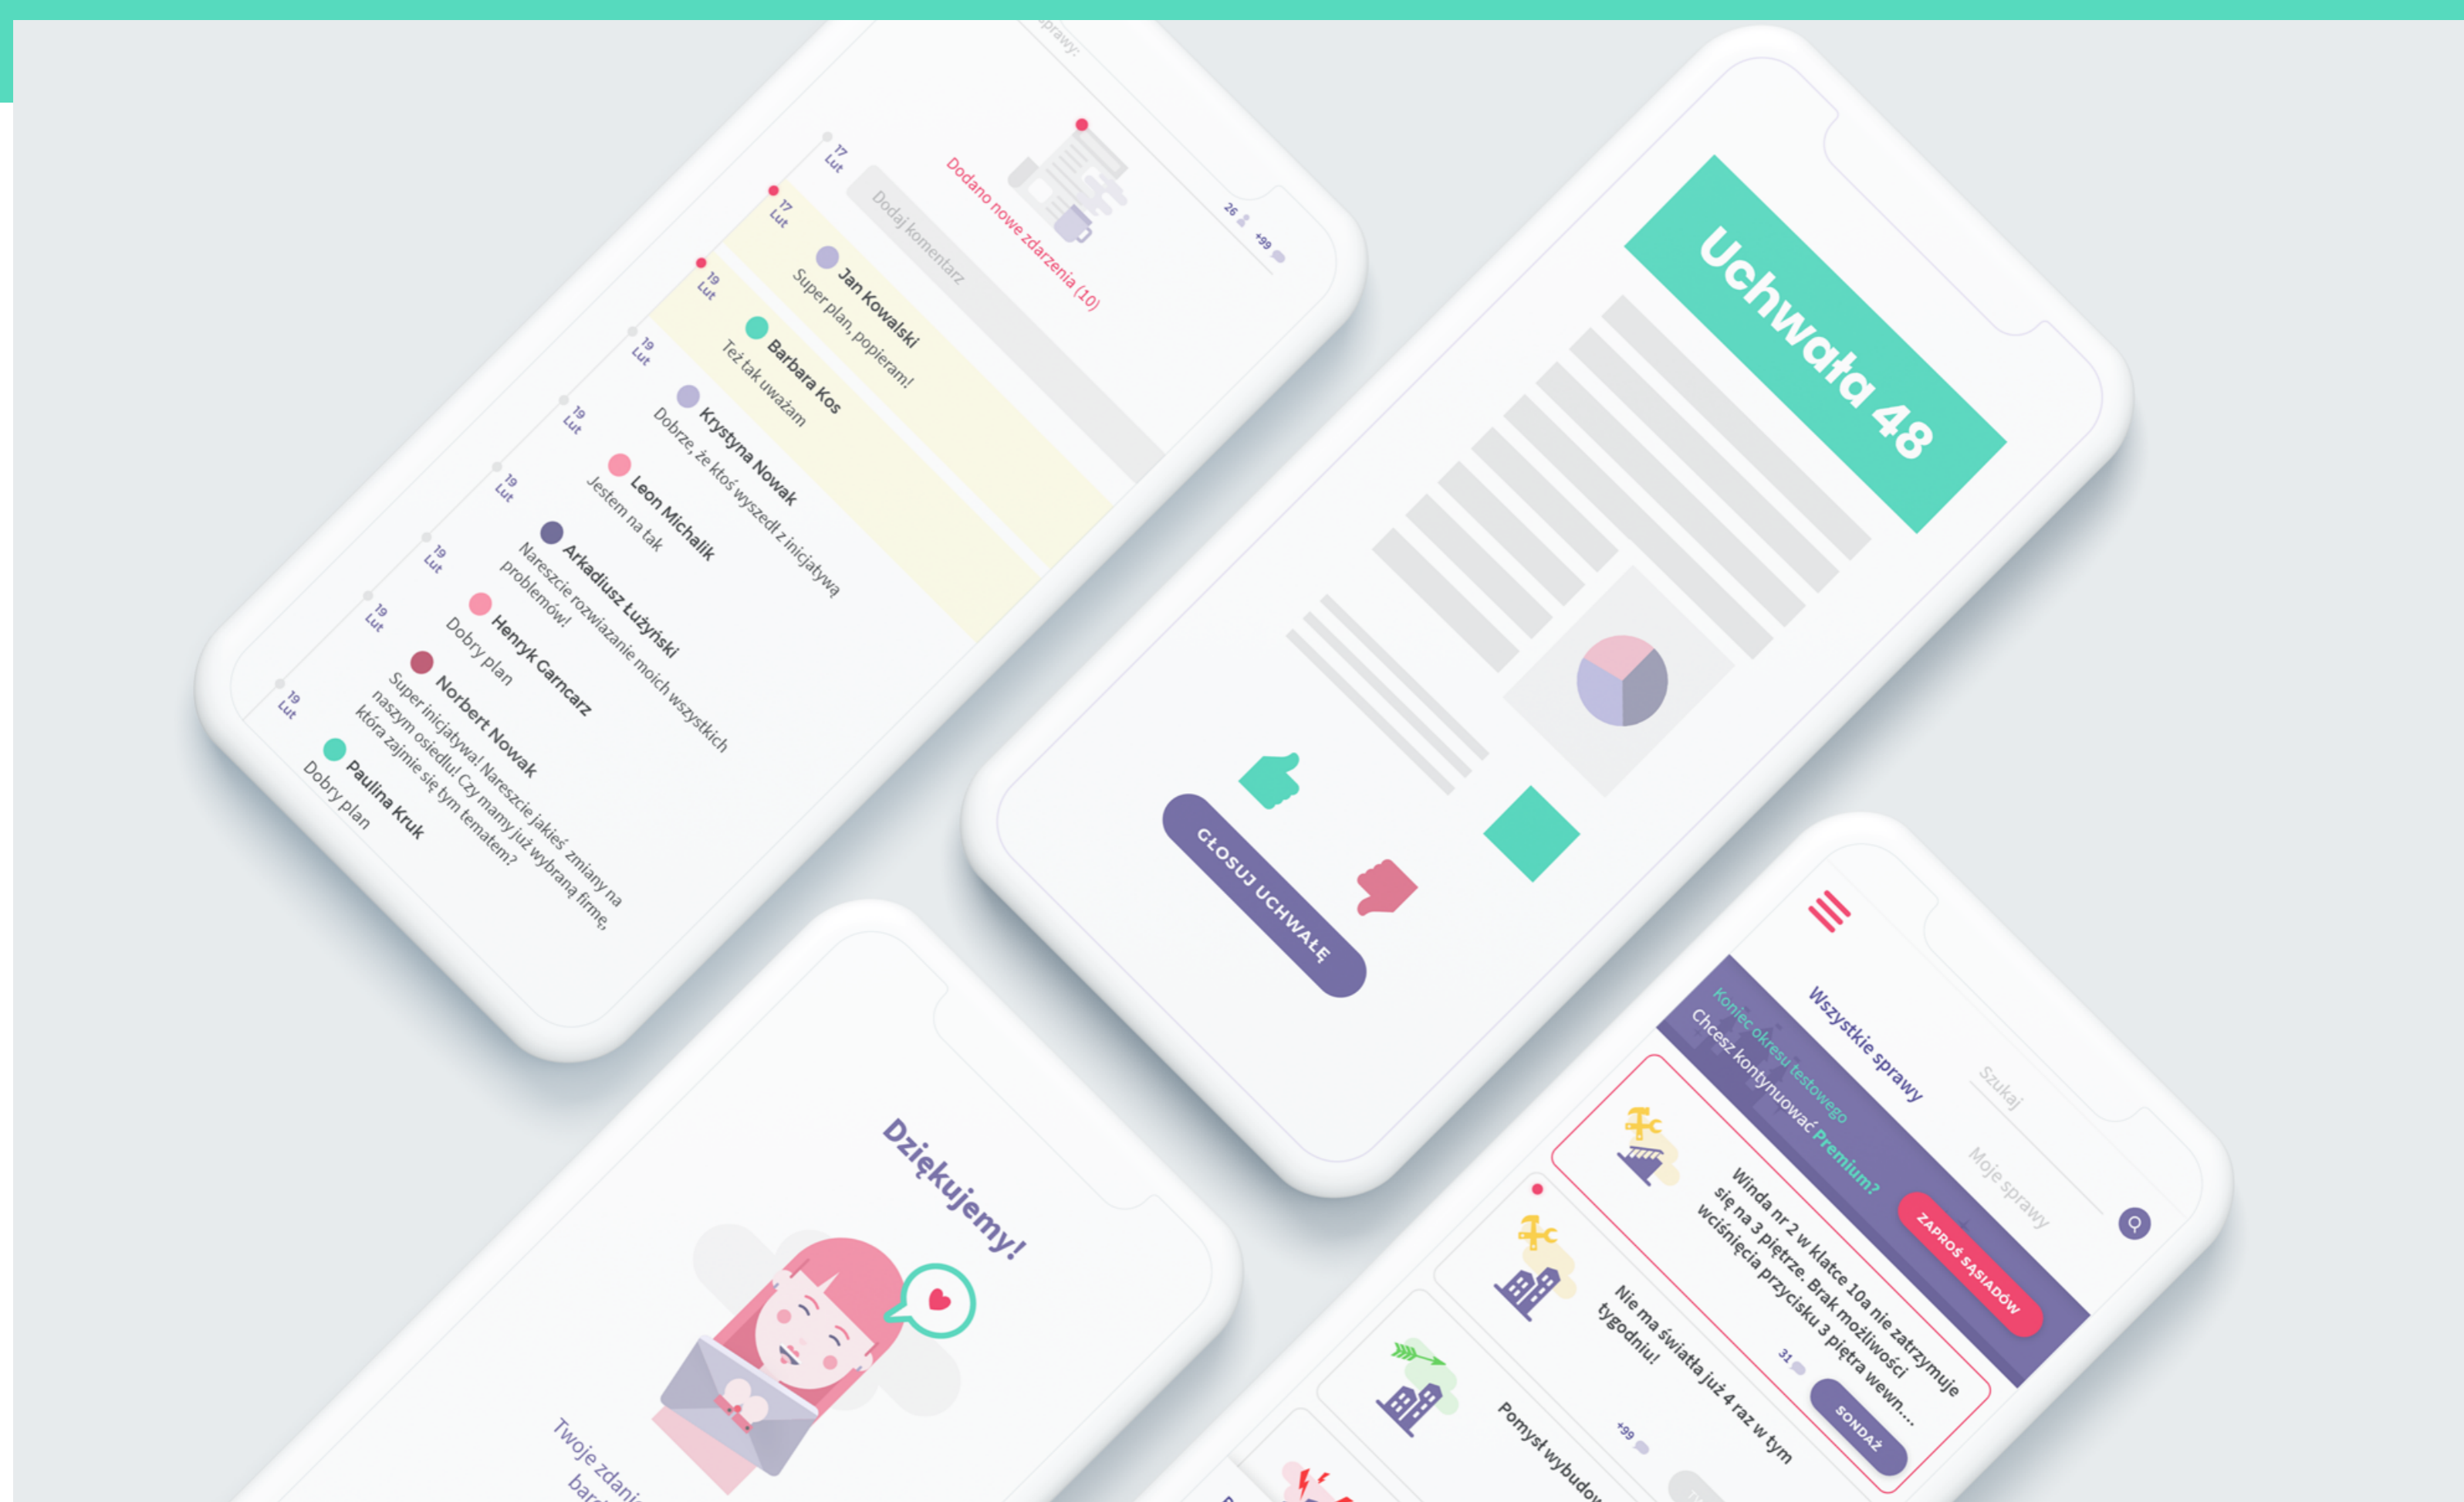 sprawy:
26
+99
Dodano nowe zdarzenia (10)
17 Lut
Dodaj komentarz
17 Lut
Jan Kowalski
Super plan, popieram!
19 Lut
Barbara Kos
Też tak uważam
19 Lut
Krystyna Nowak
Dobrze, że ktoś wyszedł z inicjatywą
19 Lut
Leon Michalik
Jestem na tak
19 Lut
Arkadiusz Łużyński
Nareszcie rozwiazanie moich wszystkich
problemów!
19 Lut
Henryk Garncarz
Dobry plan
19 Lut
Norbert Nowak
Super inicjatywa! Nareszcie jakieś zmiany na
naszym osiedlu! Czy mamy już wybraną firmę,
która zajmie się tym tematem?
19 Lut
Paulina Kruk
Dobry plan
Uchwała 48
GŁOSUJ UCHWAŁĘ
Dziękujemy!
Twoje zdanie
Szukaj
Wszystkie sprawy
Moje sprawy
Koniec okresu testowego
Chcesz kontynuować Premium?
ZAPROŚ SĄSIADÓW
Winda nr 2 w klatce 10a nie zatrzymuje
się na 3 piętrze. Brak możliwości
wciśnięcia przycisku 3 piętra wewn....
31
SONDAŻ
Nie ma światła już 4 raz w tym
tygodniu!
+99
Pomysł